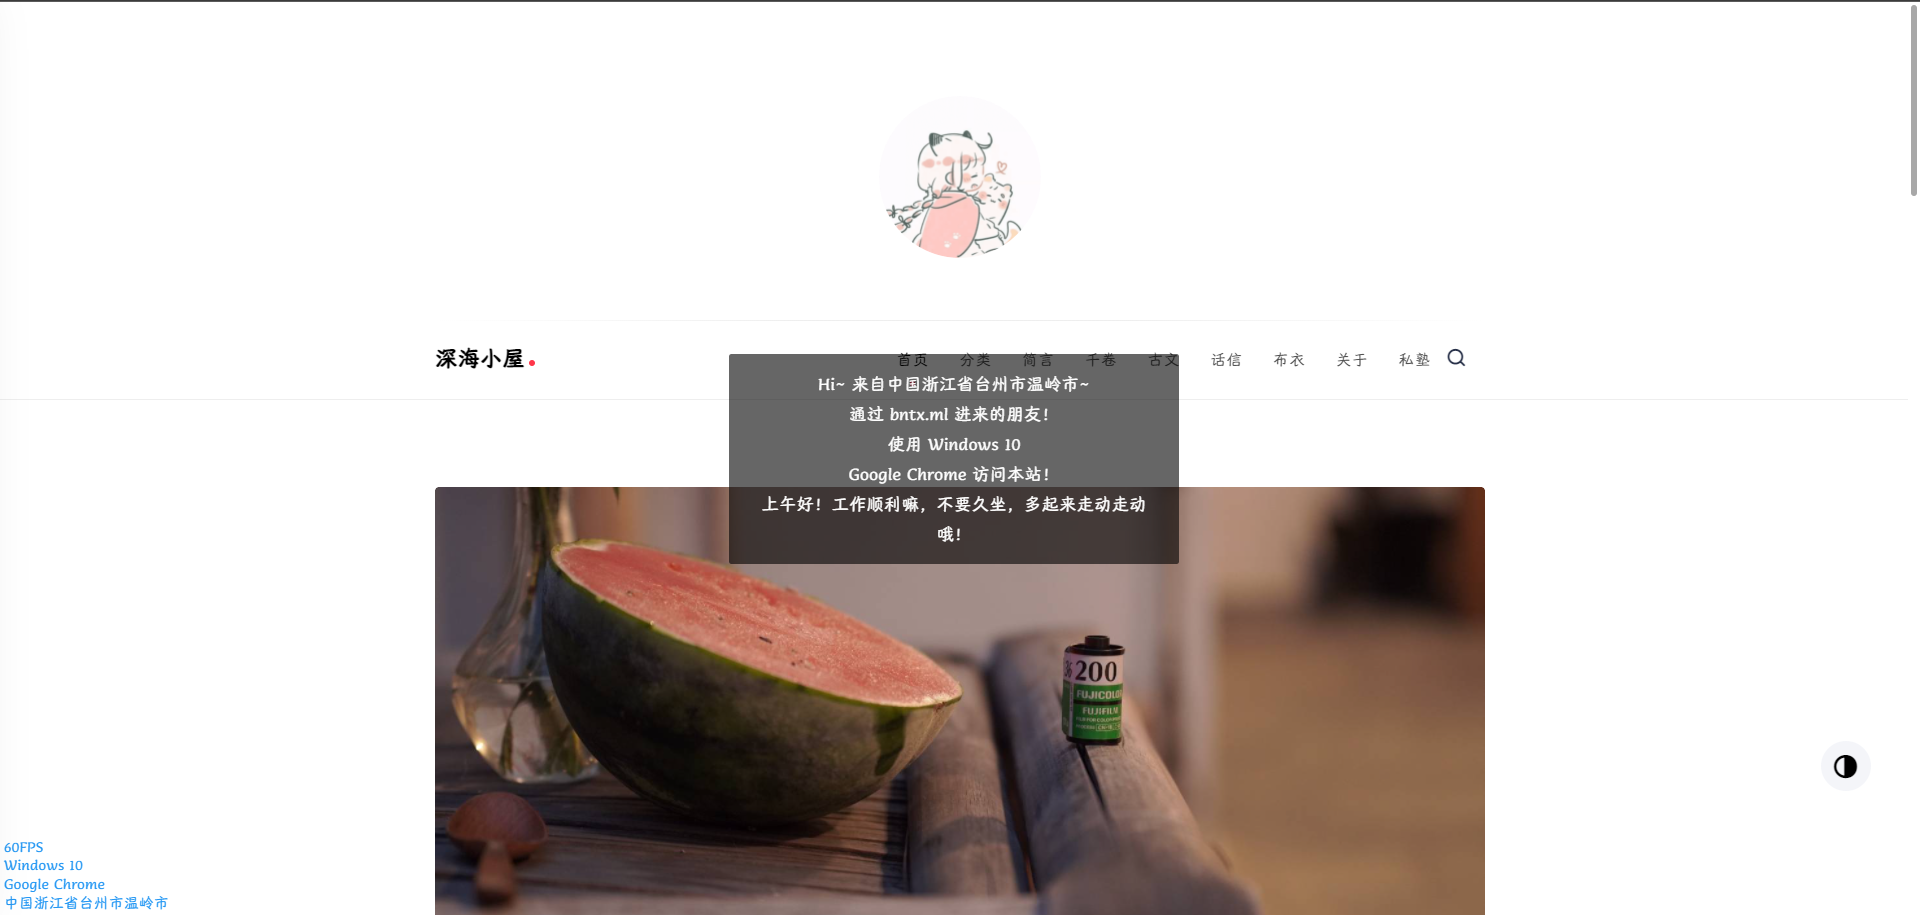 深海小屋
首页 分类 简言 千卷 古文 话信 布衣 关于 私塾
Hi~ 来自中国浙江省台州市温岭市~
通过 bntx.ml 进来的朋友！
使用 Windows 10
Google Chrome 访问本站！
上午好！工作顺利嘛，不要久坐，多起来走动走动
哦！
36 200
FUJICOLOR
FUJIFILM
60FPS
Windows 10
Google Chrome
中国浙江省台州市温岭市